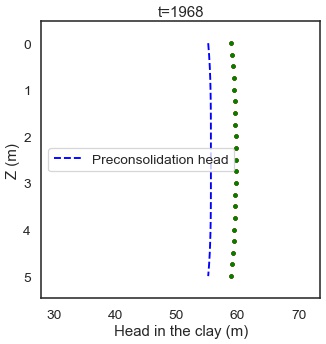 t=1968
0
1
2
3
4
5
Z (m)
Preconsolidation head
30 40 50 60 70
Head in the clay (m)